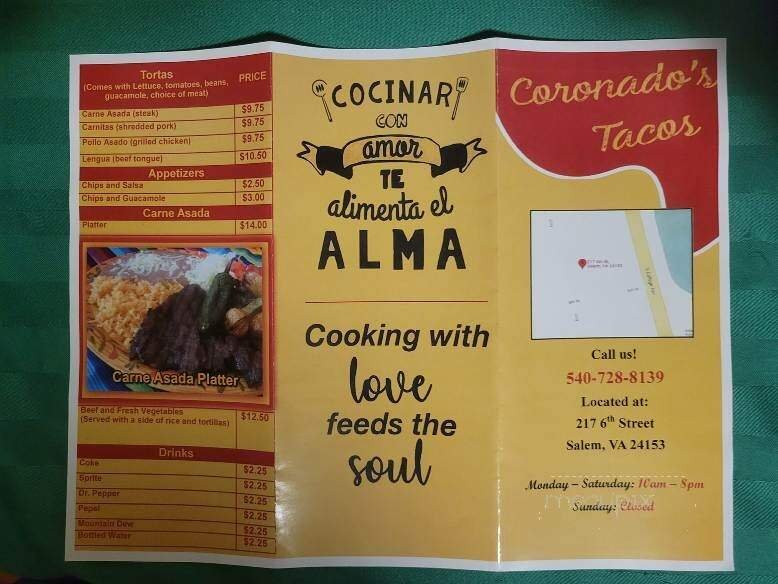 Tortas
(Comes with Lettuce, tomatoes, beans, guacamole, choice of meat)
PRICE
Carne Asada (steak) $9.75
Carnitas (shredded pork) $9.75
Pollo Asado (grilled chicken) $9.75
Lengua (beef tongue) $10.50
Appetizers
Chips and Salsa $2.50
Chips and Guacamole $3.00
Carne Asada
Platter $14.00
Carne Asada Platter
Beef and Fresh Vegetables
(Served with a side of rice and tortillas) $12.50
Drinks
Coke $2.25
Sprite $2.25
Dr. Pepper $2.25
Pepsi $2.25
Mountain Dew $2.25
Bottled Water $2.25
COCINAR
CON
amor
TE
alimenta el
ALMA
Cooking with
love
feeds the
soul
Coronado's
Tacos
Call us!
540-728-8139
Located at:
217 6th Street
Salem, VA 24153
Monday – Saturday: 10am – 8pm
Sunday: Closed